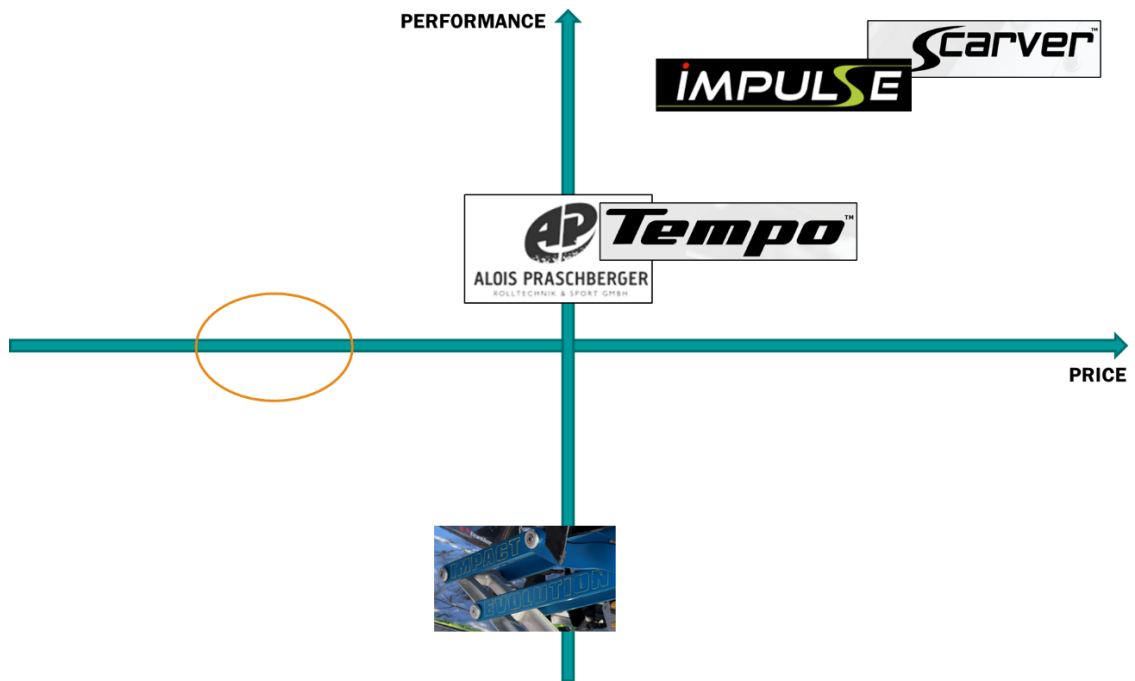 PERFORMANCE
Scarver™
iMPULSE
AP
Tempo™
ALOIS PRASCHBERGER
ROLLTECHNIK & SPORT GMBH
PRICE
IMPACT
EVOLUTION